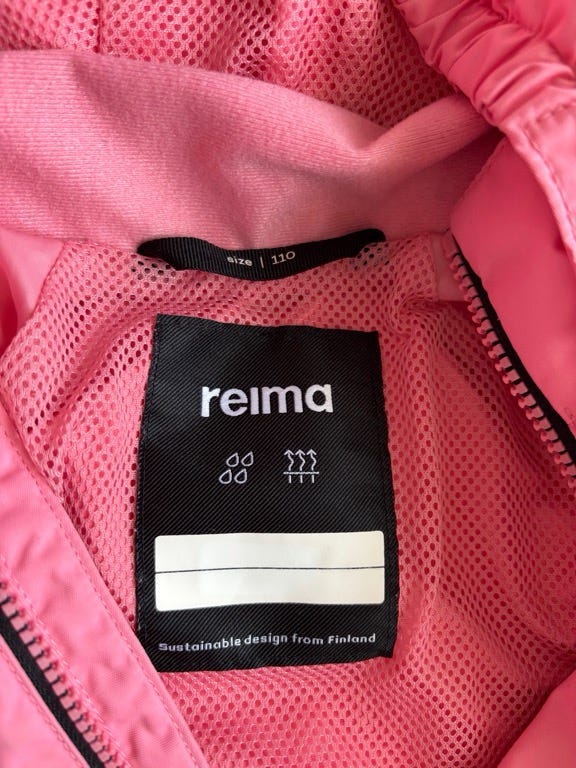 size | 110
reima
Sustainable design from Finland